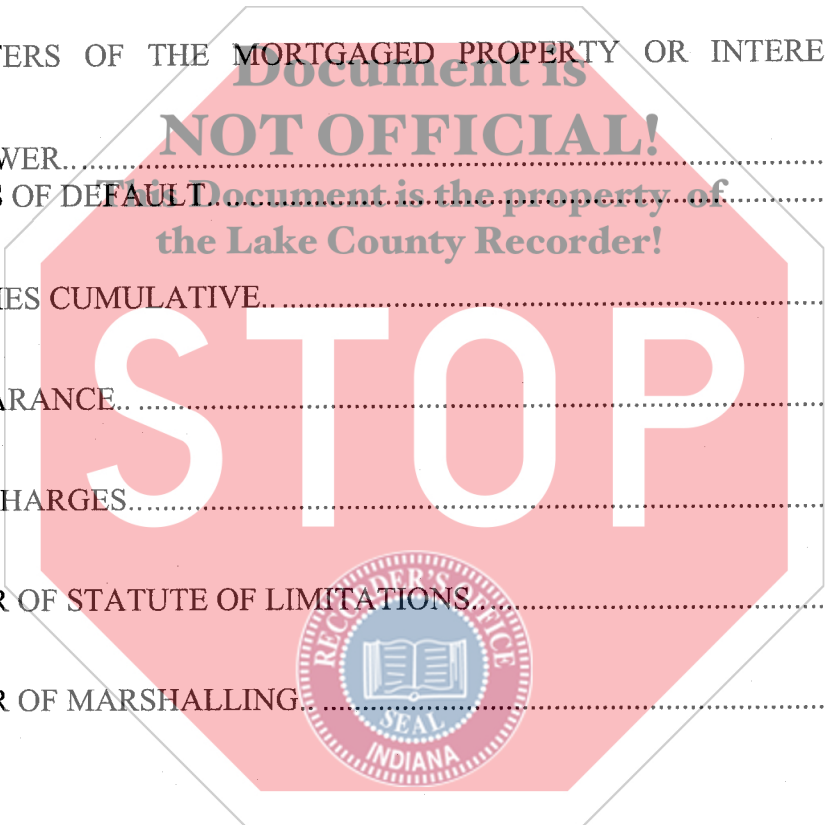 TERS OF THE MORTGAGED PROPERTY OR INTERE
Document is
NOT OFFICIAL!
WER.. ........................................................................
S OF DEFAULT.. ........................................................................
This Document is the property of
the Lake County Recorder!
IES CUMULATIVE.. ........................................................................
STOP
ARANCE.. ........................................................................
HARGES.. ........................................................................
R OF STATUTE OF LIMITATIONS.. ........................................................................
RECORDER'S OFFICE
SEAL
INDIANA
R OF MARSHALLING.. ........................................................................